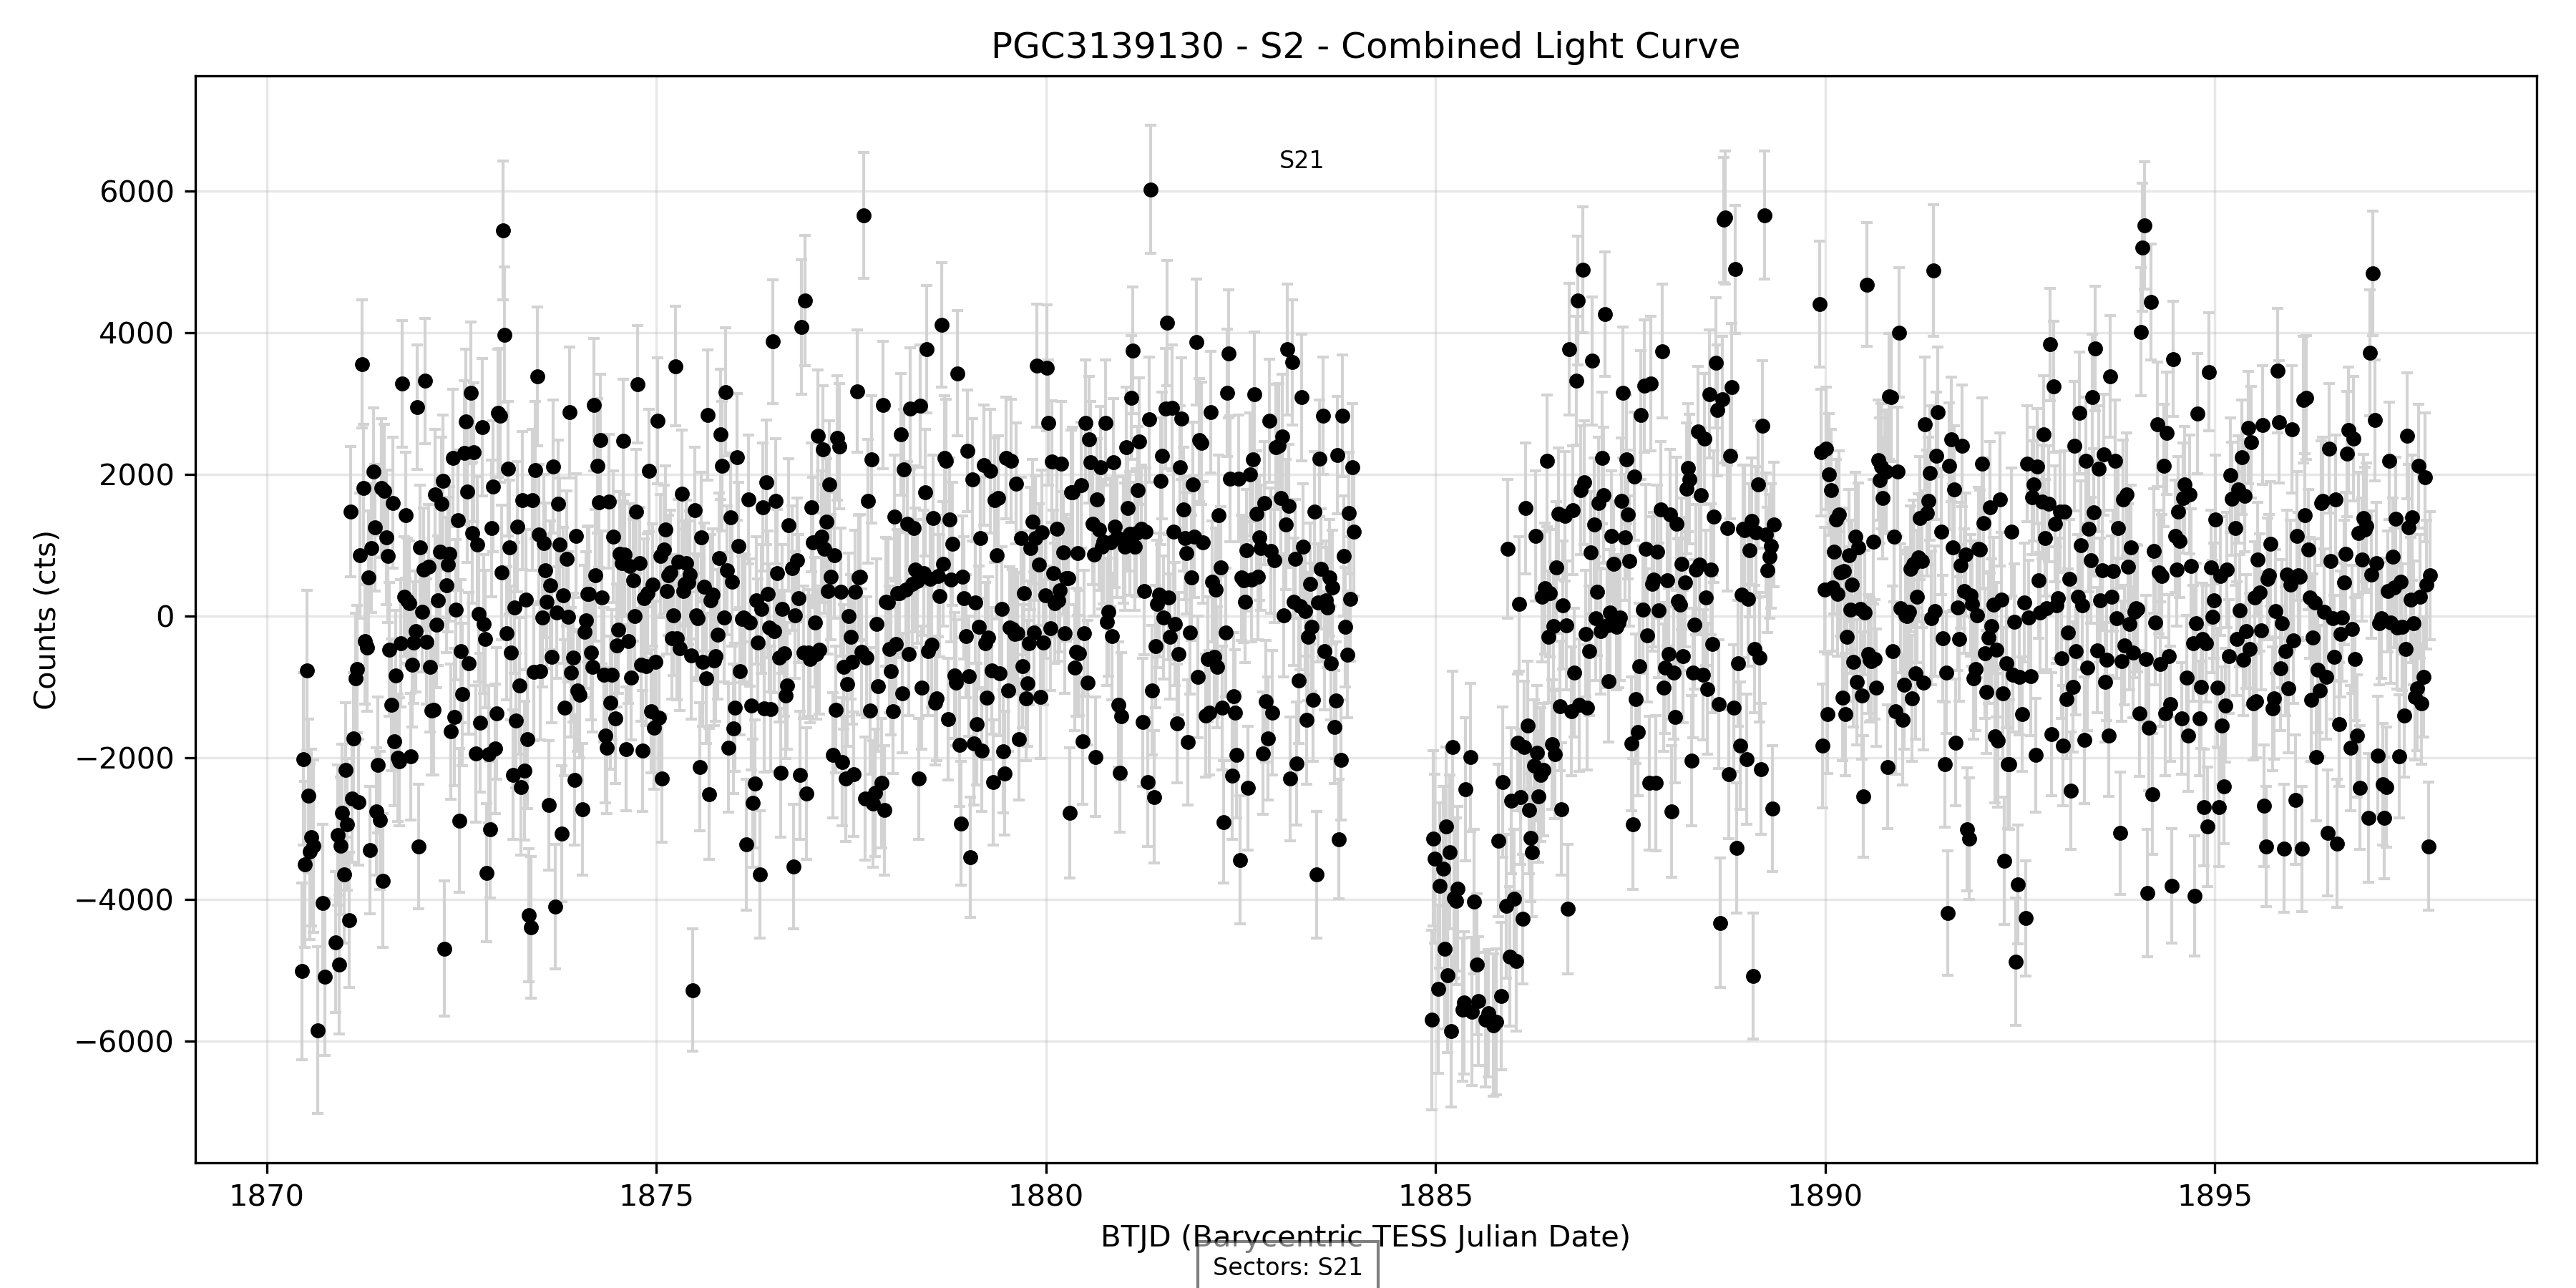 PGC3139130 - S2 - Combined Light Curve
S21
6000
4000
2000
0
−2000
−4000
−6000
Counts (cts)
1870 1875 1880 1885 1890 1895
BTJD (Barycentric TESS Julian Date)
Sectors: S21